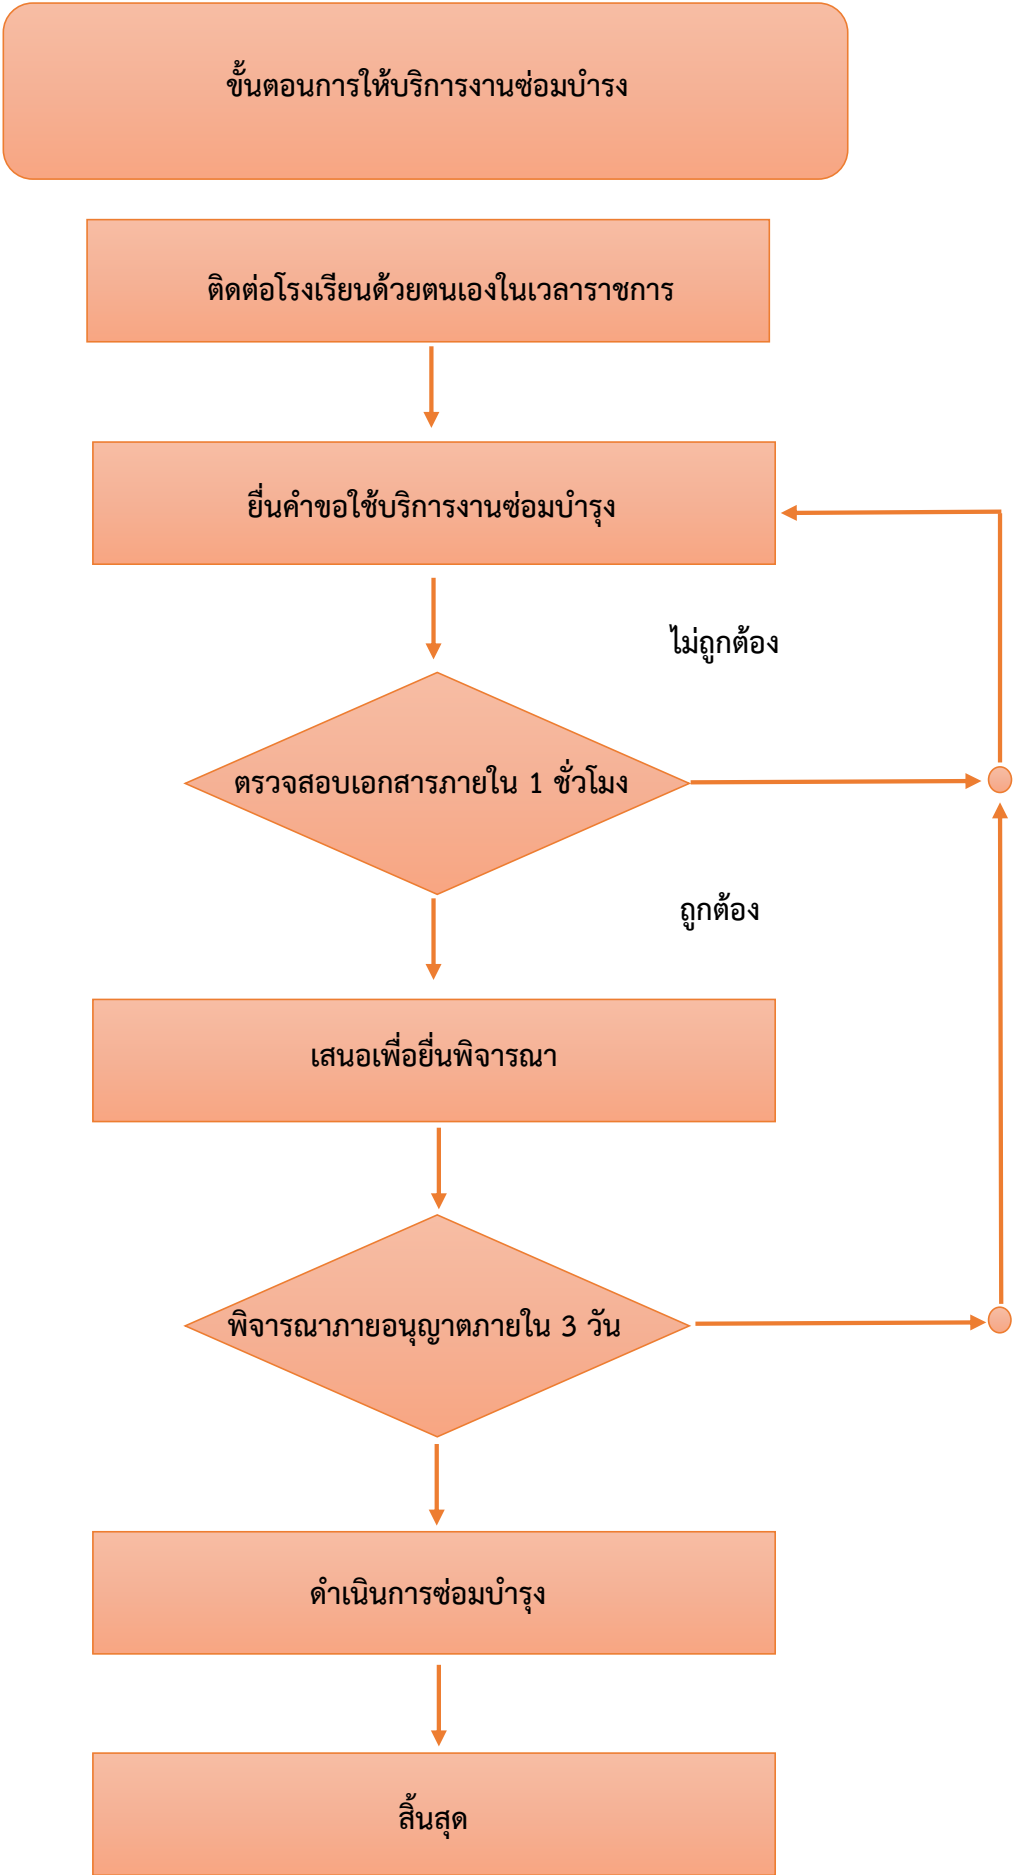 ขั้นตอนการให้บริการงานซ่อมบำรง
ติดต่อโรงเรียนด้วยตนเองในเวลาราชการ
ยื่นคำขอใช้บริการงานซ่อมบำรุง
ไม่ถูกต้อง
ตรวจสอบเอกสารภายใน 1 ชั่วโมง
ถูกต้อง
เสนอเพื่อยื่นพิจารณา
พิจารณาภายอนุญาตภายใน 3 วัน
ดำเนินการซ่อมบำรุง
สิ้นสุด